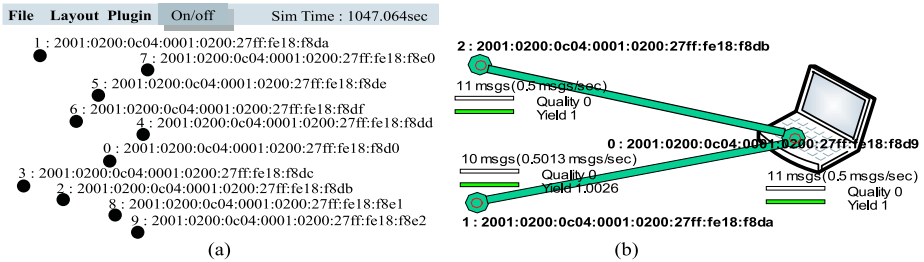 File Layout Plugin On/off Sim Time : 1047.064sec
1 : 2001:0200:0c04:0001:0200:27ff:fe18:f8da
7 : 2001:0200:0c04:0001:0200:27ff:fe18:f8e0
5 : 2001:0200:0c04:0001:0200:27ff:fe18:f8de
6 : 2001:0200:0c04:0001:0200:27ff:fe18:f8df
4 : 2001:0200:0c04:0001:0200:27ff:fe18:f8dd
0 : 2001:0200:0c04:0001:0200:27ff:fe18:f8d0
3 : 2001:0200:0c04:0001:0200:27ff:fe18:f8dc
2 : 2001:0200:0c04:0001:0200:27ff:fe18:f8db
8 : 2001:0200:0c04:0001:0200:27ff:fe18:f8e1
9 : 2001:0200:0c04:0001:0200:27ff:fe18:f8e2
(a)
2 : 2001:0200:0c04:0001:0200:27ff:fe18:f8db
11 msgs(0,5 msgs/sec)
Quality 0
Yield 1
0 : 2001:0200:0c04:0001:0200:27ff:fe18:f8d9
10 msgs(0,5013 msgs/sec)
Quality 0
Yield 1.0026
11 msgs(0,5 msgs/sec)
Quality 0
Yield 1
1 : 2001:0200:0c04:0001:0200:27ff:fe18:f8da
(b)